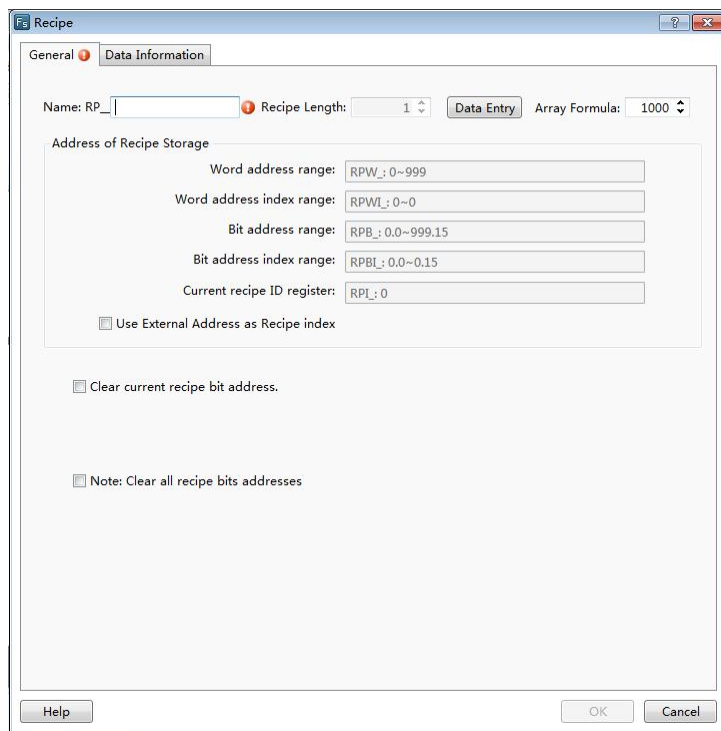 Fs Recipe
General Data Information
Name: RP_ Recipe Length: 1 Data Entry Array Formula: 1000
Address of Recipe Storage
Word address range: RPW_: 0~999
Word address index range: RPWI_: 0~0
Bit address range: RPB_: 0.0~999.15
Bit address index range: RPBI_: 0.0~0.15
Current recipe ID register: RPI_: 0
Use External Address as Recipe index
Clear current recipe bit address.
Note: Clear all recipe bits addresses
Help OK Cancel